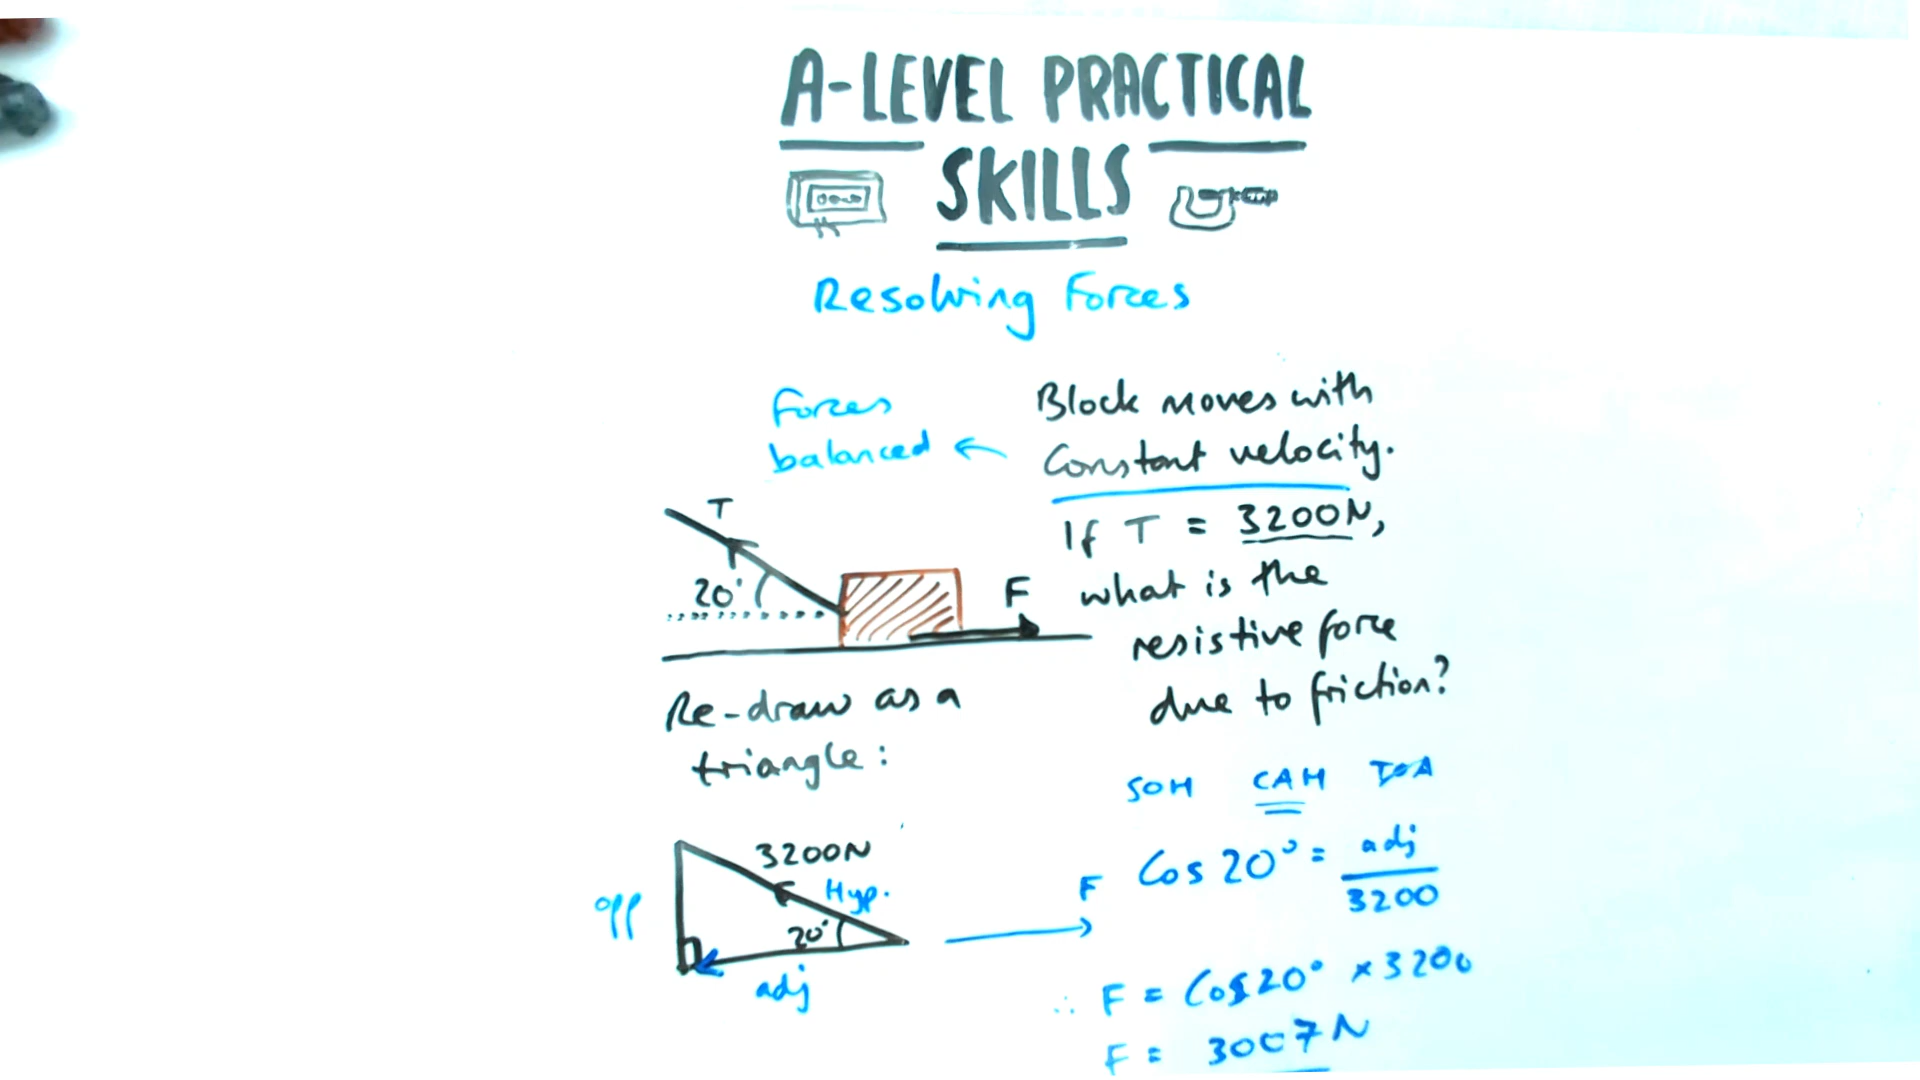 A-LEVEL PRACTICAL
SKILLS
Resolving Forces
Forces
balanced
Block moves with
Constant velocity.
If T = 3200N,
what is the
resistive force
due to friction?
T
20°
F
Re-draw as a
triangle:
SOH CAH TOA
3200N
Hyp.
opp
20°
adj
F
Cos 20° = adj
3200
∴ F = Cos20° × 3200
F = 3007N